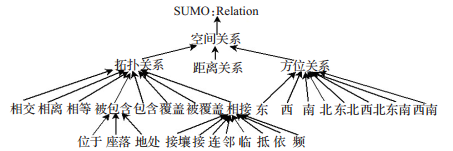 SUMO:Relation
空间关系
拓扑关系 距离关系 方位关系
相交 相离 相等 被包含 包含 覆盖 被覆盖 相接 东 西 南 北 东北 西北 东南 西南
位于 座落 地处 接壤 接 连 邻 临 抵 依 频